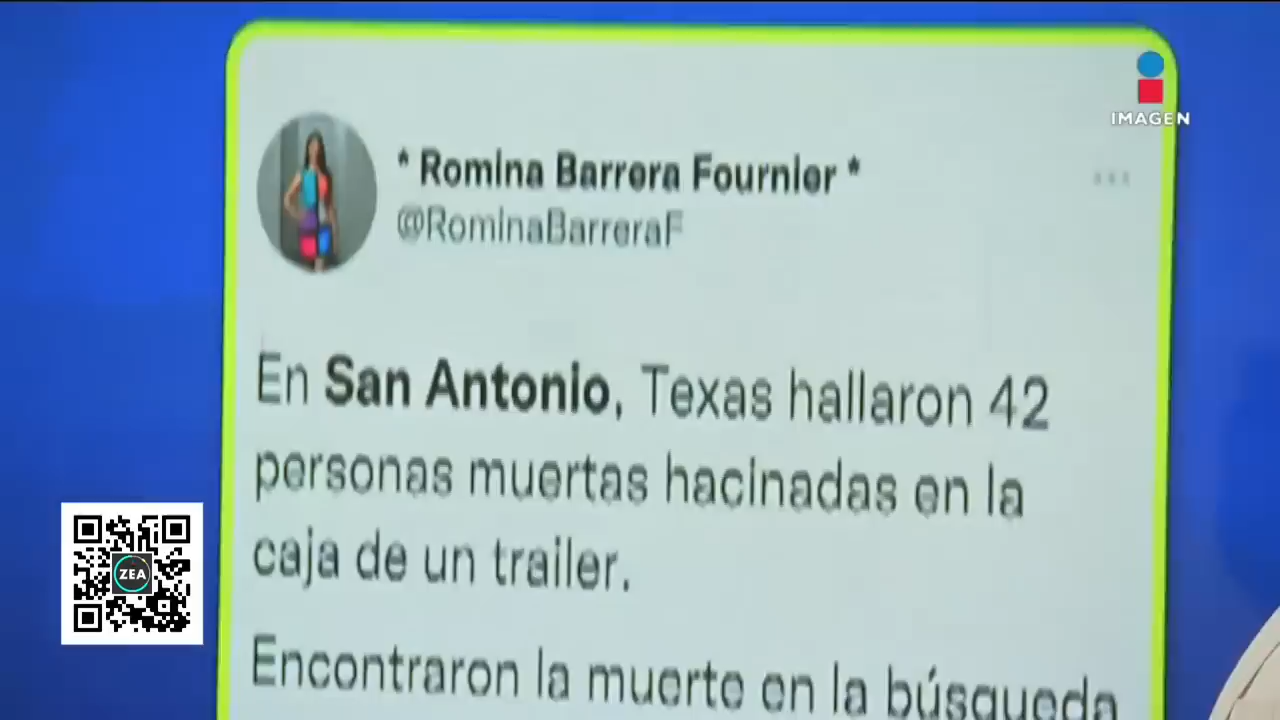 IMAGEN
* Romina Barrera Fournier *
@RominaBarreraF
En San Antonio, Texas hallaron 42
personas muertas hacinadas en la
caja de un trailer.
Encontraron la muerte en la búsqueda
ZEA